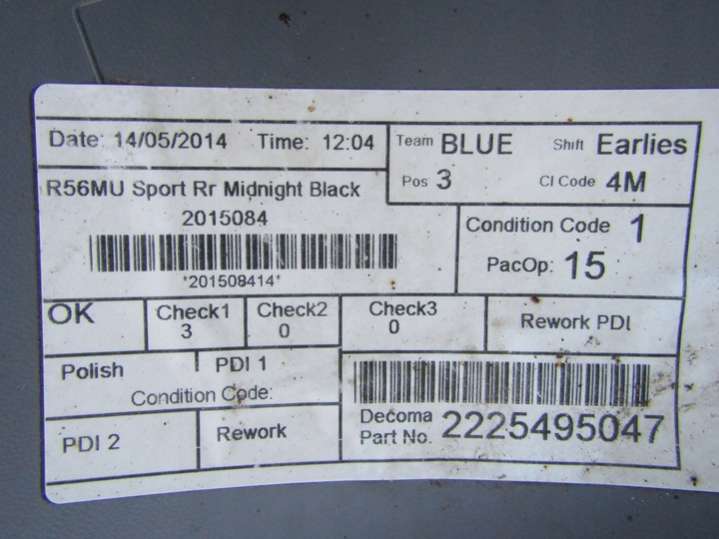 Date: 14/05/2014 Time: 12:04
Team BLUE Shift Earlies
Pos 3 CI Code 4M
R56MU Sport Rr Midnight Black
2015084
*201508414*
Condition Code 1
PacOp: 15
OK
Check1
3
Check2
0
Check3
0
Rework PDI
Polish
PDI 1
Condition Code:
PDI 2
Rework
Decoma
Part No. 2225495047